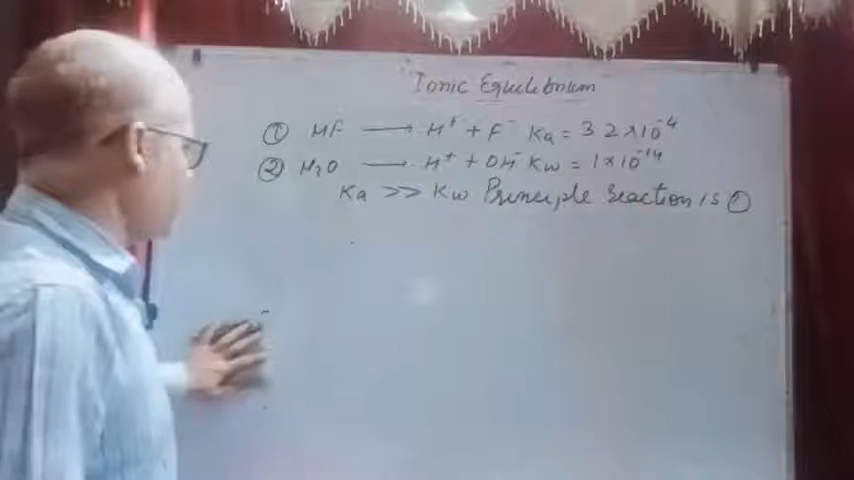 Ionic Equilibrium
① HF → H⁺ + F⁻ Ka = 3.2 × 10⁻⁴
② H₂O → H⁺ + OH⁻ Kw = 1 × 10⁻¹⁴
Ka >> Kw Principle reaction is ①